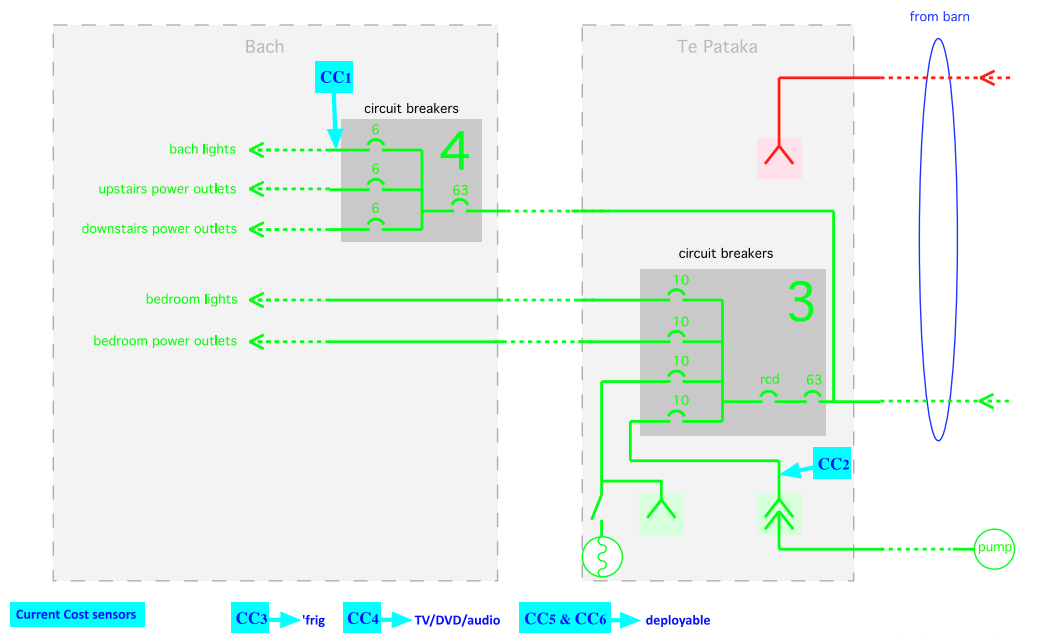 from barn
Bach
Te Pataka
CC1
circuit breakers
6
4
bach lights
6
upstairs power outlets
63
6
downstairs power outlets
circuit breakers
10
3
bedroom lights
10
bedroom power outlets
10
rcd
63
10
CC2
pump
Current Cost sensors
CC3
'frig
CC4
TV/DVD/audio
CC5 & CC6
deployable